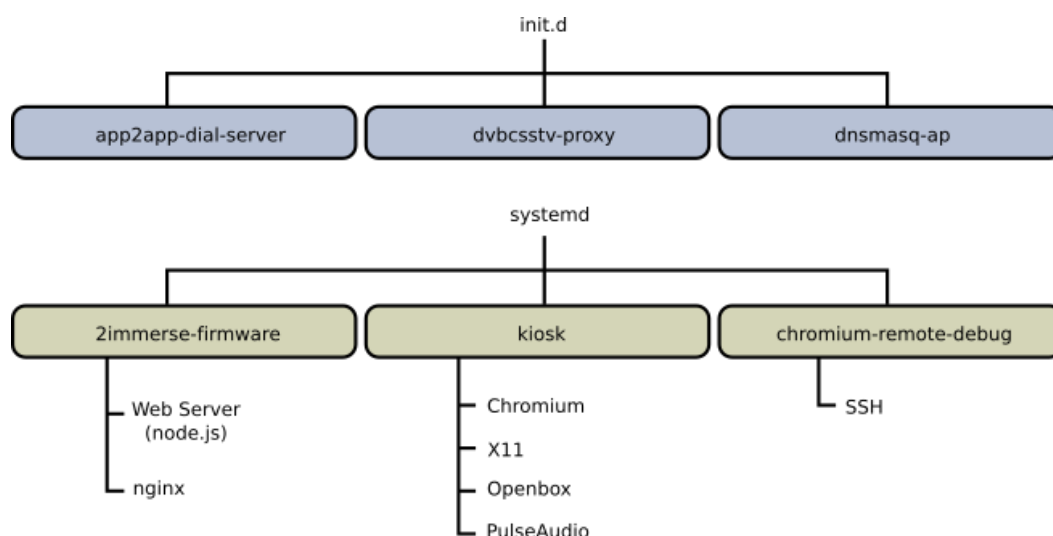 init.d
app2app-dial-server
dvbcsstv-proxy
dnsmasq-ap
systemd
2immerse-firmware
kiosk
chromium-remote-debug
Web Server
(node.js)
nginx
Chromium
X11
Openbox
PulseAudio
SSH